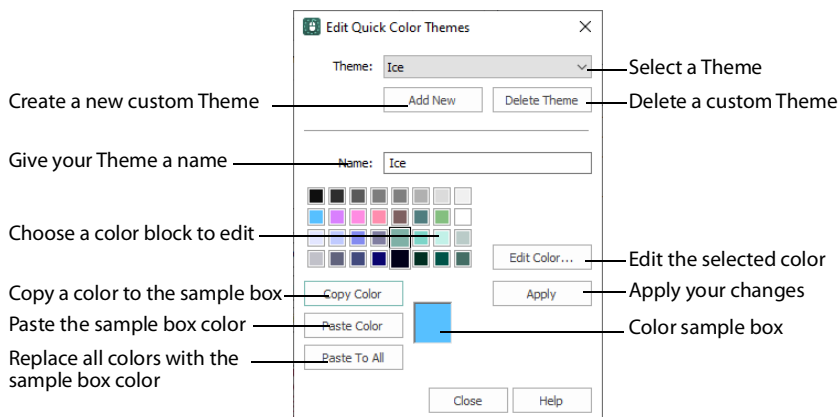 Edit Quick Color Themes
Theme: Ice
Select a Theme
Create a new custom Theme
Add New
Delete Theme
Delete a custom Theme
Give your Theme a name
Name: Ice
Choose a color block to edit
Edit Color...
Edit the selected color
Copy a color to the sample box
Copy Color
Apply
Apply your changes
Paste the sample box color
Paste Color
Color sample box
Replace all colors with the
sample box color
Paste To All
Close
Help